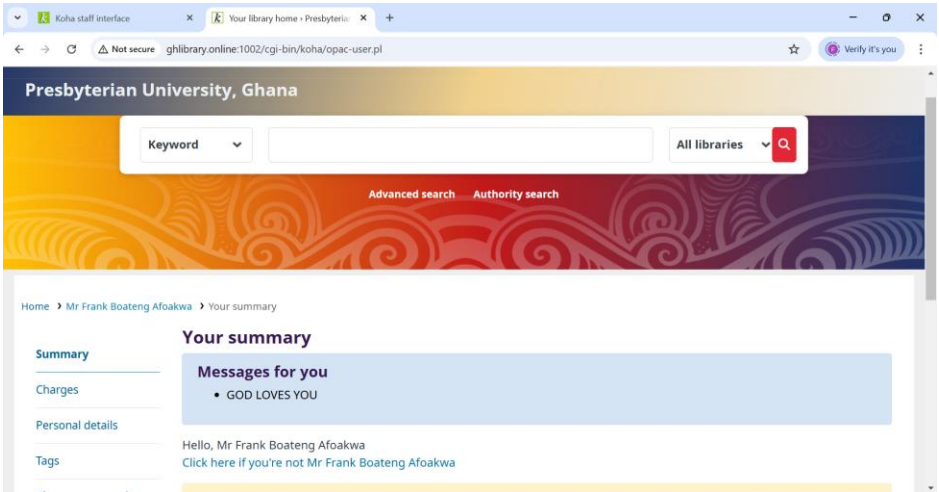 Koha staff interface
Your library home › Presbyteria
Not secure ghlibrary.online:1002/cgi-bin/koha/opac-user.pl
Verify it's you
Presbyterian University, Ghana
Keyword
All libraries
Advanced search Authority search
Home Mr Frank Boateng Afoakwa Your summary
Your summary
Summary
Messages for you
• GOD LOVES YOU
Charges
Personal details
Hello, Mr Frank Boateng Afoakwa
Tags
Click here if you're not Mr Frank Boateng Afoakwa